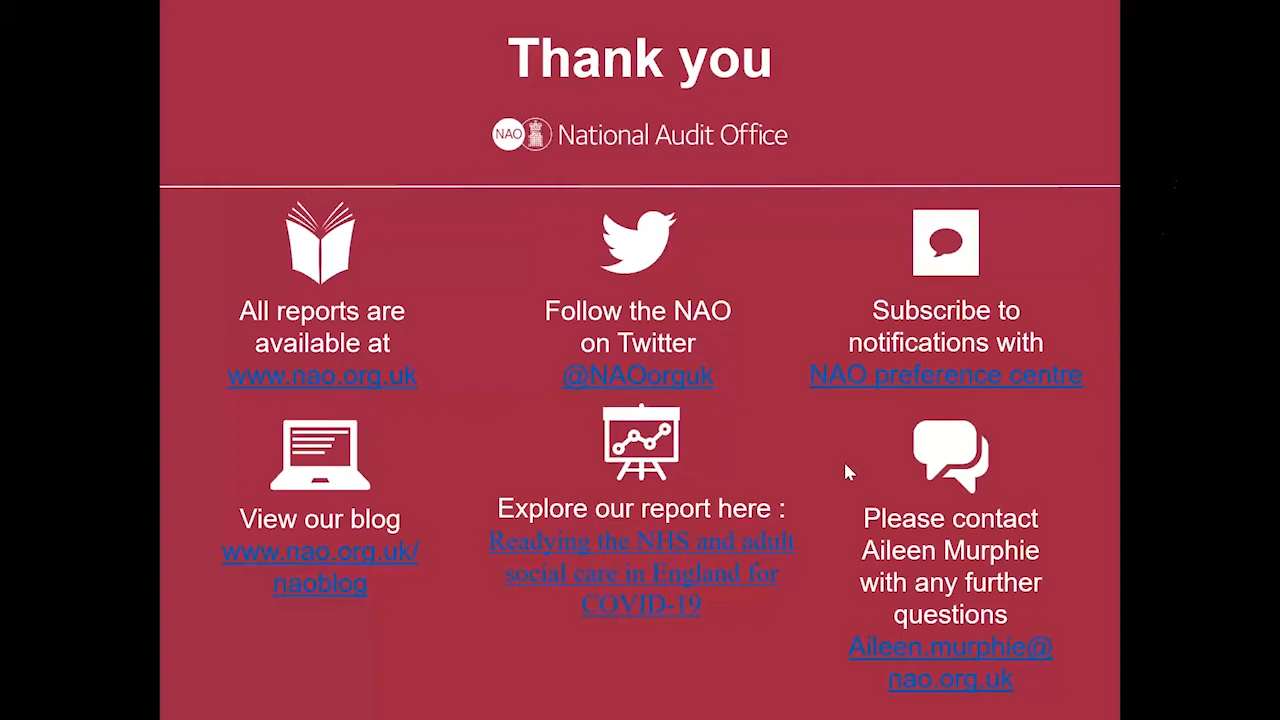 Thank you
NAO National Audit Office
All reports are
available at
www.nao.org.uk
Follow the NAO
on Twitter
@NAOorguk
Subscribe to
notifications with
NAO preference centre
View our blog
www.nao.org.uk/
naoblog
Explore our report here :
Readying the NHS and adult
social care in England for
COVID-19
Please contact
Aileen Murphie
with any further
questions
Aileen.murphie@
nao.org.uk